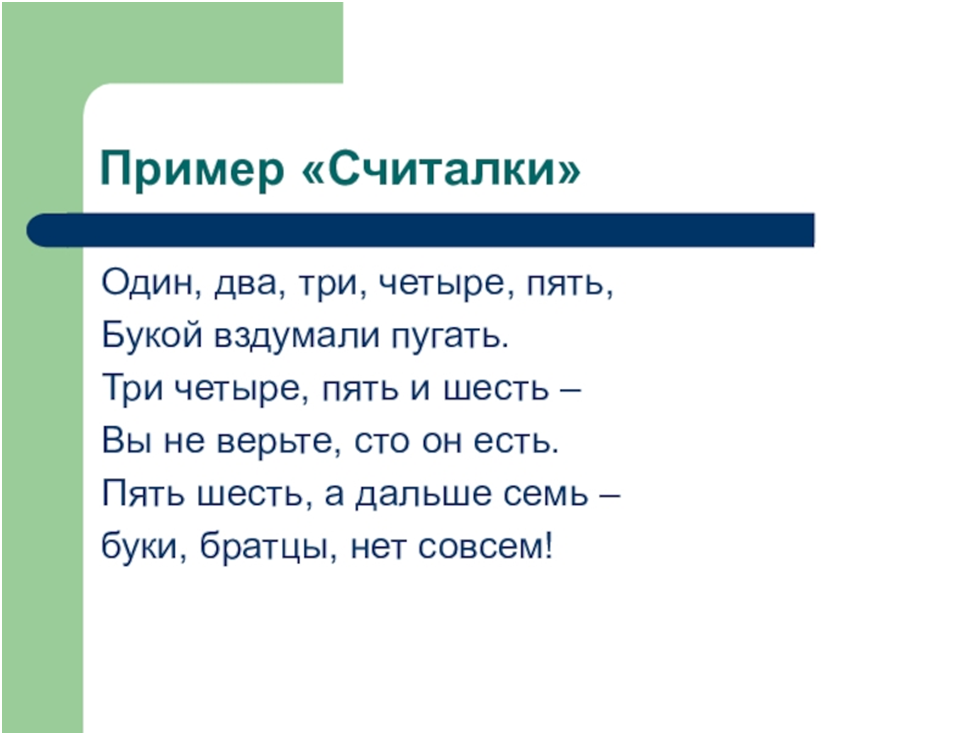 Пример «Считалки»
Один, два, три, четыре, пять,
Букой вздумали пугать.
Три четыре, пять и шесть –
Вы не верьте, сто он есть.
Пять шесть, а дальше семь –
буки, братцы, нет совсем!